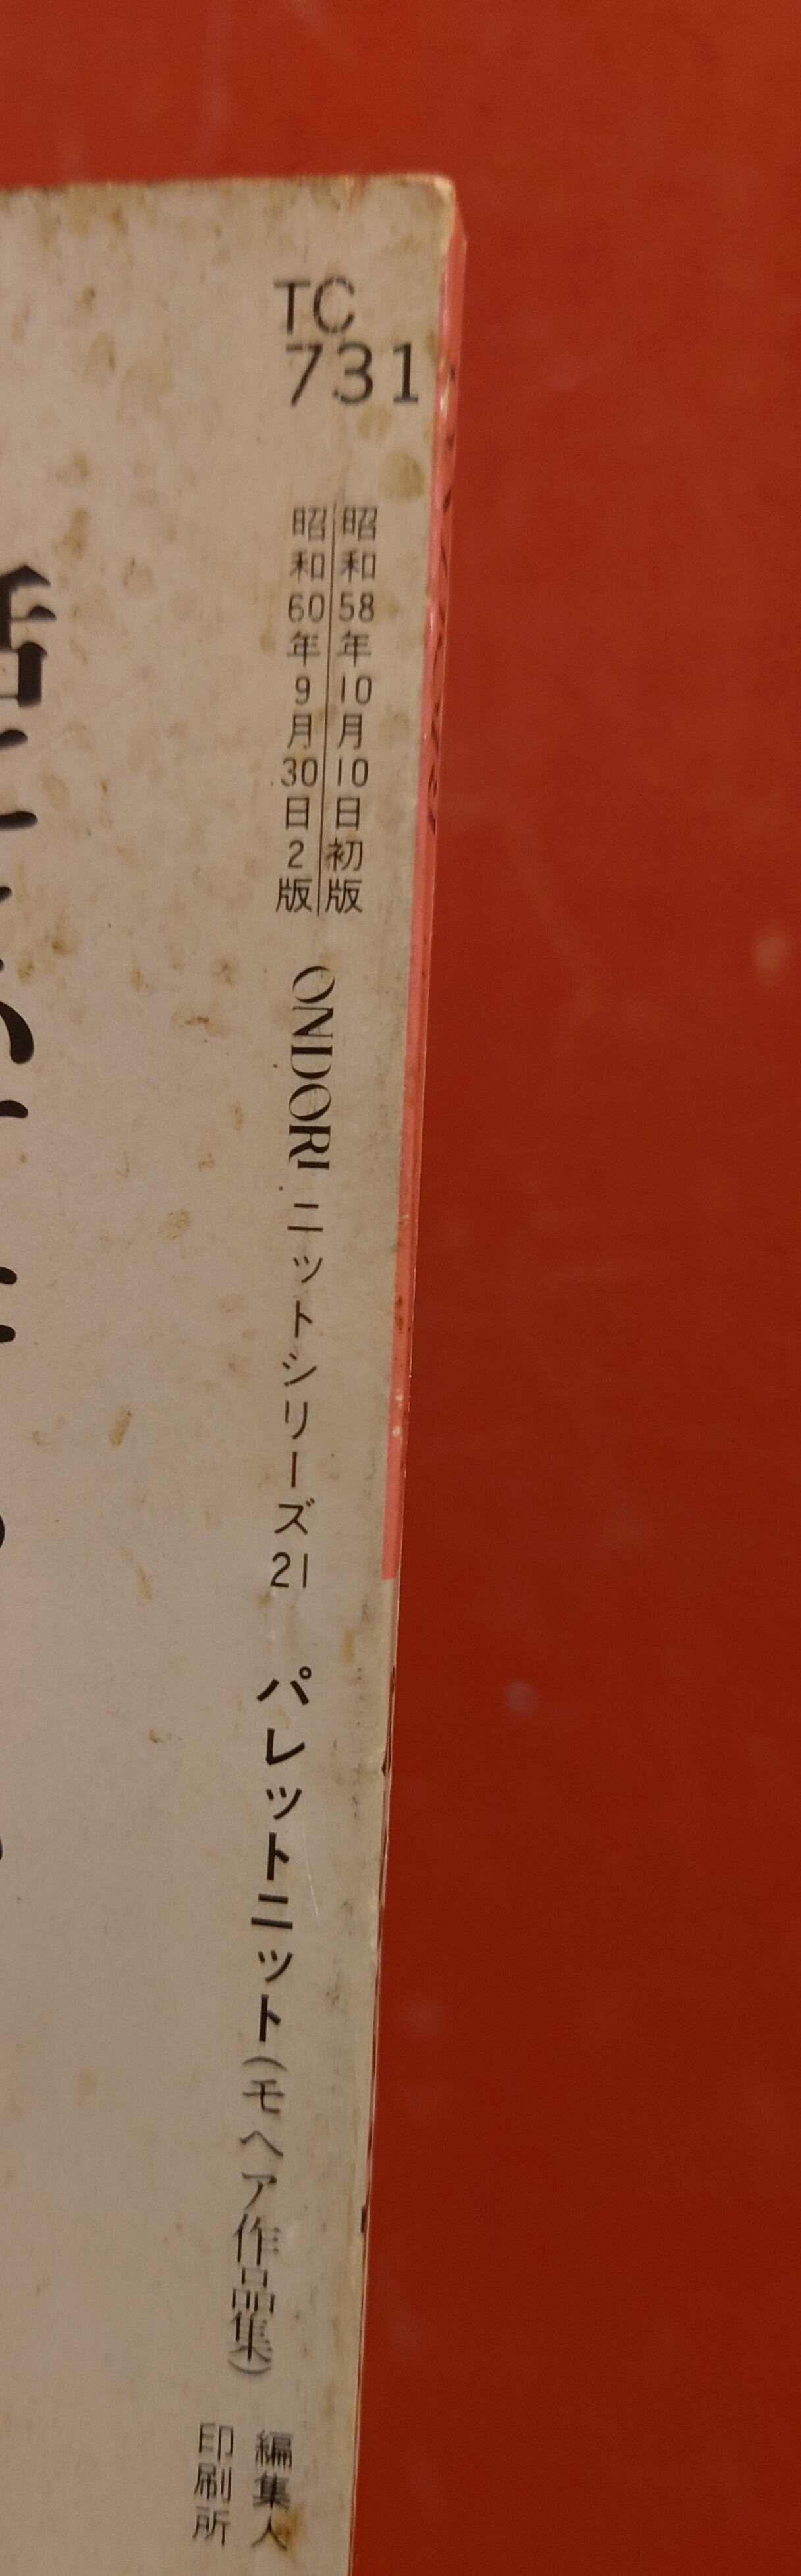 TC
731
昭和58年10月10日初版
昭和60年9月30日2版
ONDORI ニットシリーズ21 パレットニット(モヘア作品集)
編集人
印刷所